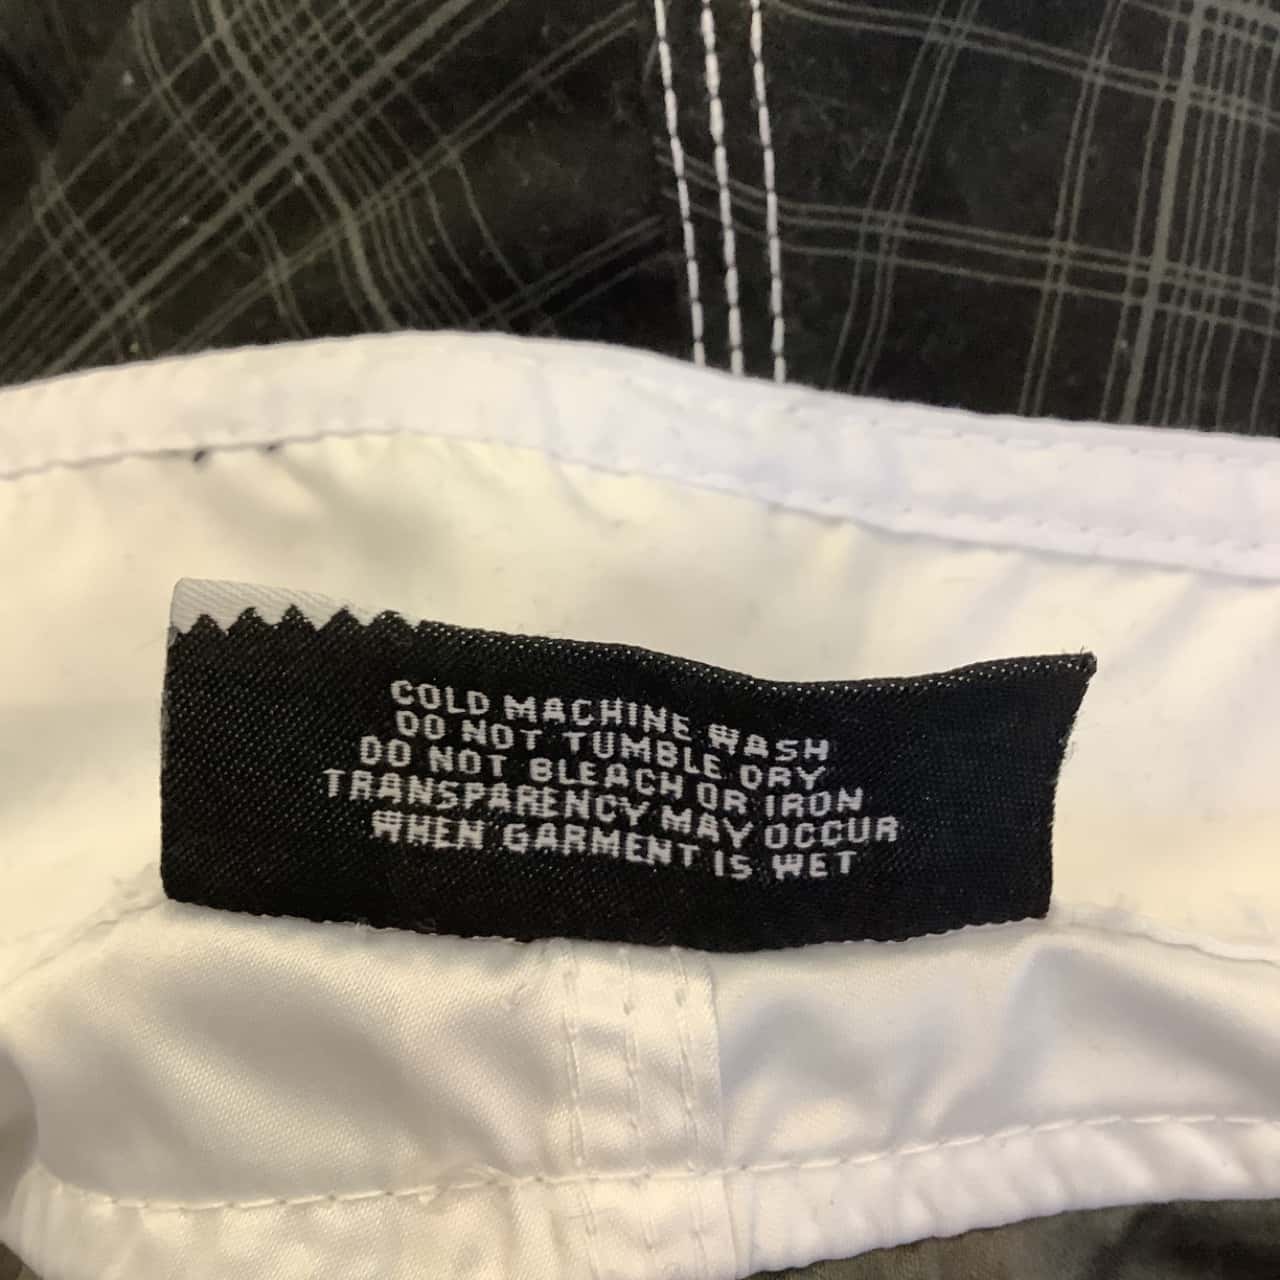 COLD MACHINE WASH
DO NOT TUMBLE DRY
DO NOT BLEACH OR IRON
TRANSPARENCY MAY OCCUR
WHEN GARMENT IS WET